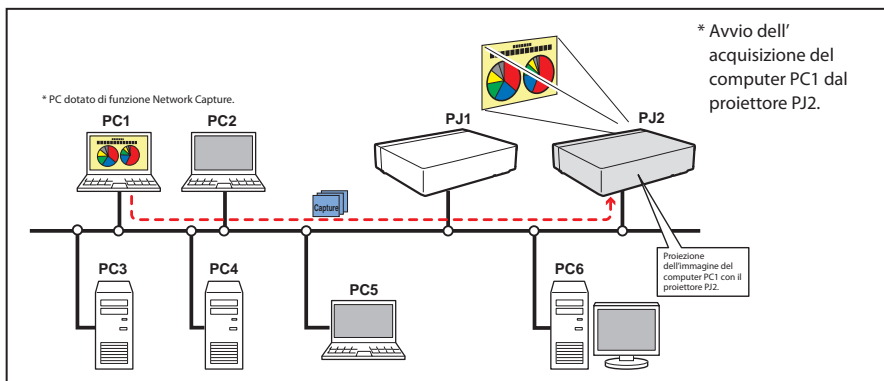 * Avvio dell'
acquisizione del
computer PC1 dal
proiettore PJ2.
* PC dotato di funzione Network Capture.
PC1
PC2
PJ1
PJ2
Capture
Proiezione
dell'immagine del
computer PC1 con il
proiettore PJ2.
PC3
PC4
PC5
PC6